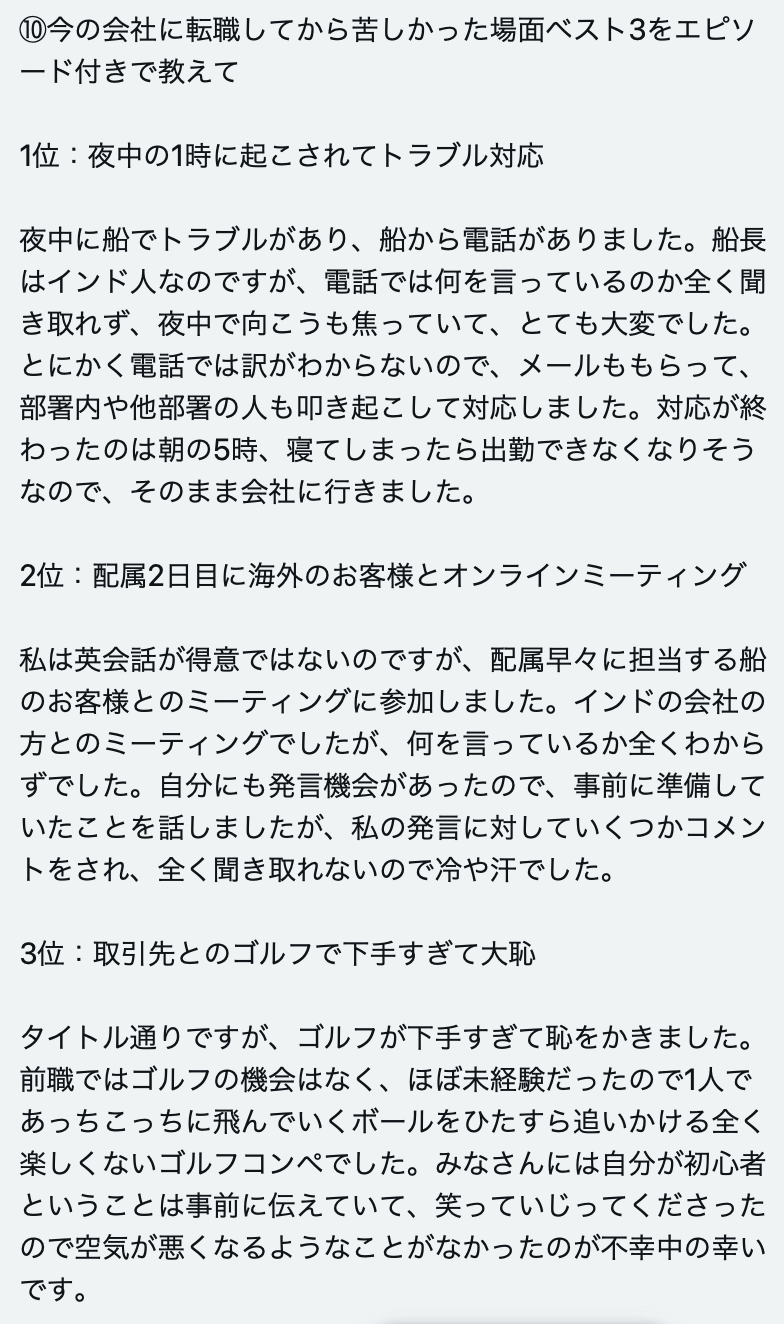 ⑩今の会社に転職してから苦しかった場面ベスト3をエピソ
ード付きで教えて
1位：夜中の1時に起こされてトラブル対応
夜中に船でトラブルがあり、船から電話がありました。船長
はインド人なのですが、電話では何を言っているのか全く聞
き取れず、夜中で向こうも焦っていて、とても大変でした。
とにかく電話では訳がわからないので、メールももらって、
部署内や他部署の人も叩き起こして対応しました。対応が終
わったのは朝の5時、寝てしまったら出勤できなくなりそう
なので、そのまま会社に行きました。
2位：配属2日目に海外のお客様とオンラインミーティング
私は英会話が得意ではないのですが、配属早々に担当する船
のお客様とのミーティングに参加しました。インドの会社の
方とのミーティングでしたが、何を言っているか全くわから
ずでした。自分にも発言機会があったので、事前に準備して
いたことを話しましたが、私の発言に対していくつかコメン
トをされ、全く聞き取れないので冷や汗でした。
3位：取引先とのゴルフで下手すぎて大恥
タイトル通りですが、ゴルフが下手すぎて恥をかきました。
前職ではゴルフの機会はなく、ほぼ未経験だったので1人で
あっちこっちに飛んでいくボールをひたすら追いかける全く
楽しくないゴルフコンペでした。みなさんには自分が初心者
ということは事前に伝えていて、笑っていじってくださった
ので空気が悪くなるようなことがなかったのが不幸中の幸い
です。